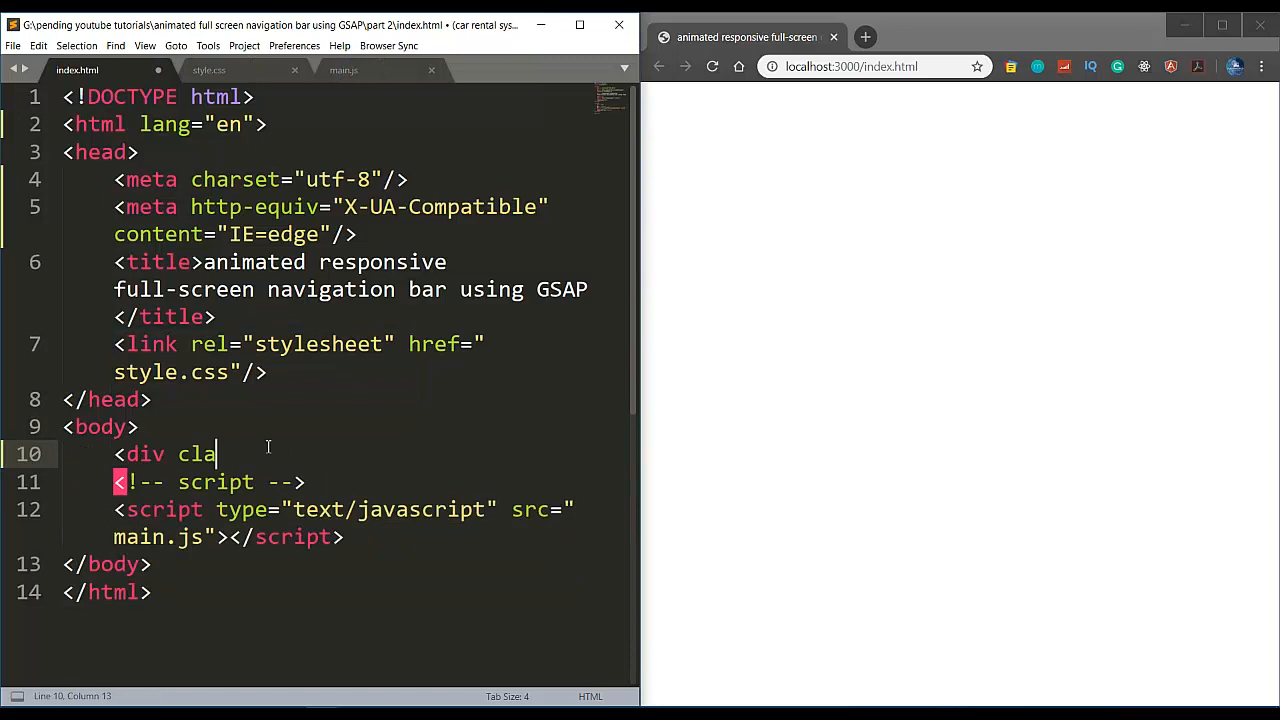 G:\pending youtube tutorials\animated full screen navigation bar using GSAP\part 2\index.html • (car rental sys...
File Edit Selection Find View Goto Tools Project Preferences Help Browser Sync
index.html style.css main.js
1 <!DOCTYPE html>
2 <html lang="en">
3 <head>
4 <meta charset="utf-8"/>
5 <meta http-equiv="X-UA-Compatible"
content="IE=edge"/>
6 <title>animated responsive
full-screen navigation bar using GSAP
</title>
7 <link rel="stylesheet" href="
style.css"/>
8 </head>
9 <body>
10 <div cla
11 <!-- script -->
12 <script type="text/javascript" src="
main.js"></script>
13 </body>
14 </html>
Line 10, Column 13 Tab Size: 4 HTML
animated responsive full-screen
localhost:3000/index.html
IQ